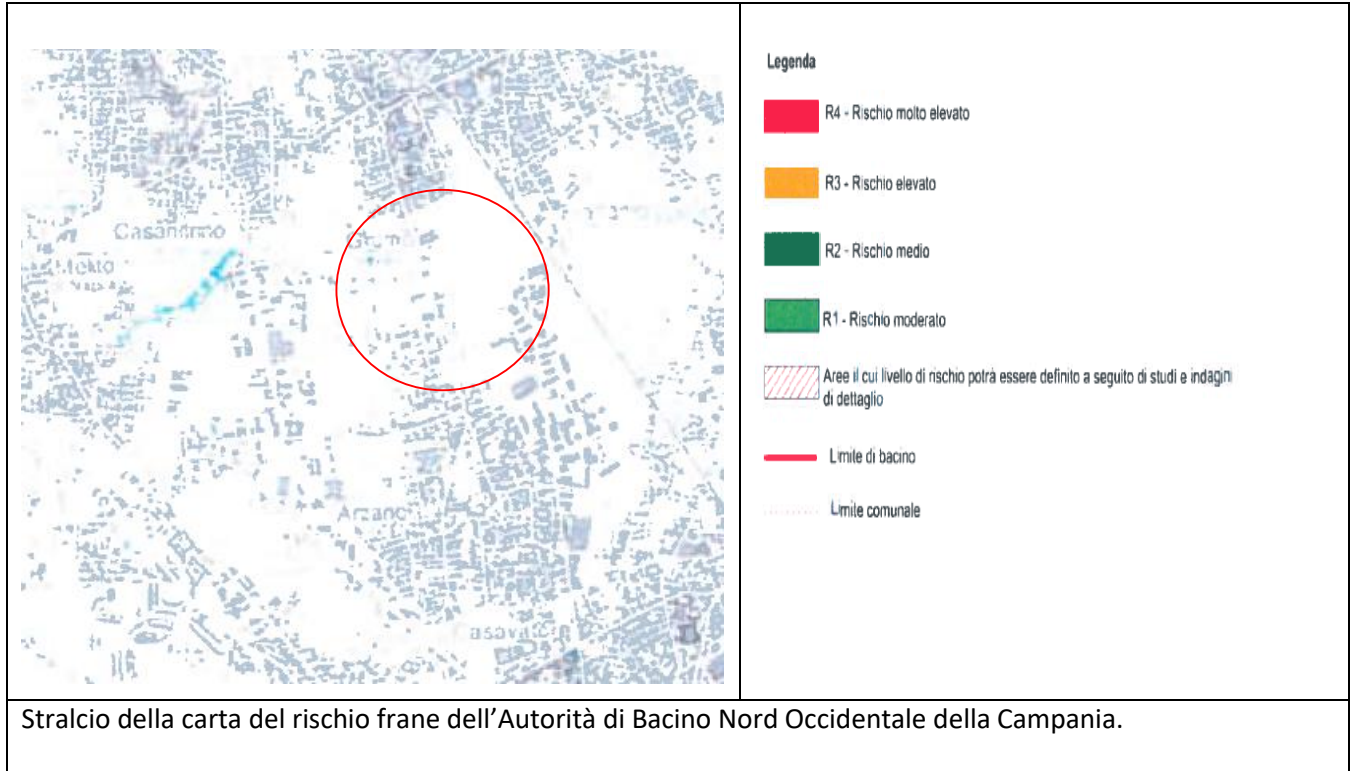 Casandrino
Arzano
Legenda
R4 - Rischio molto elevato
R3 - Rischio elevato
R2 - Rischio medio
R1 - Rischio moderato
Aree il cui livello di rischio potrà essere definito a seguito di studi e indagini
di dettaglio
Limite di bacino
Limite comunale
Stralcio della carta del rischio frane dell’Autorità di Bacino Nord Occidentale della Campania.